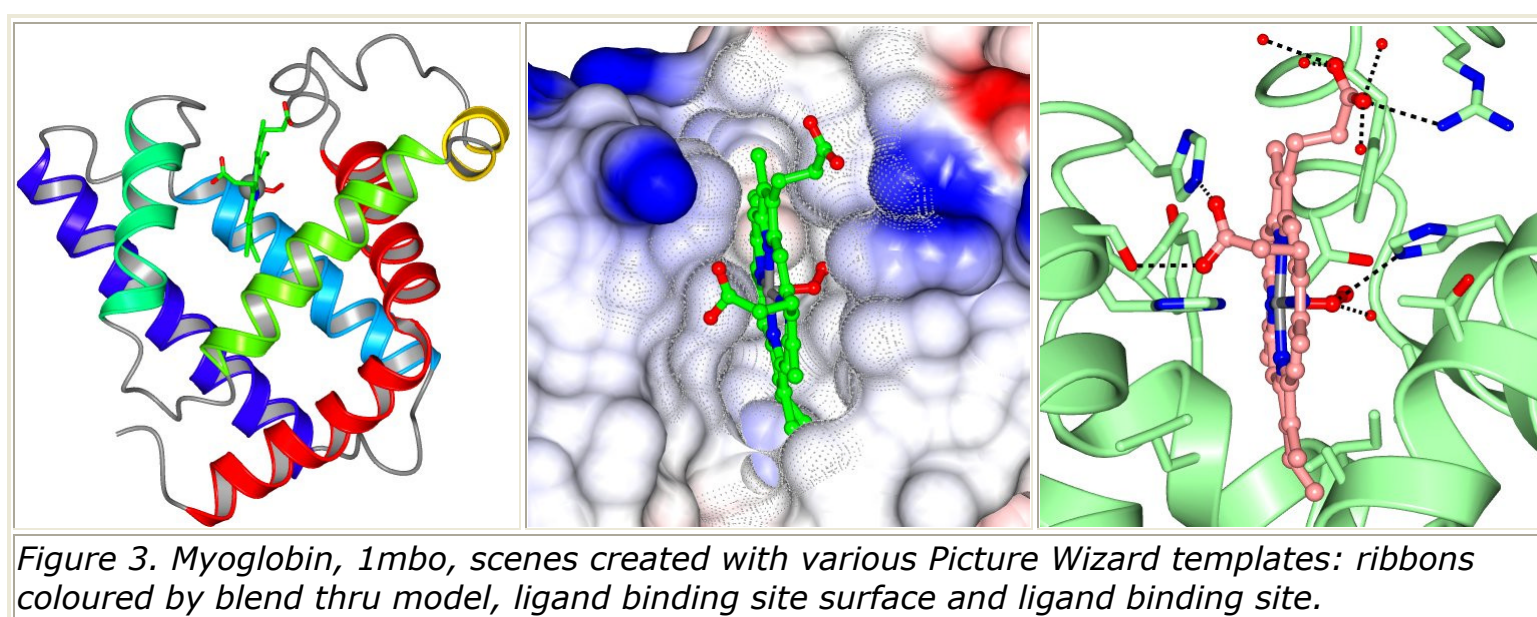 Figure 3. Myoglobin, 1mbo, scenes created with various Picture Wizard templates: ribbons
coloured by blend thru model, ligand binding site surface and ligand binding site.